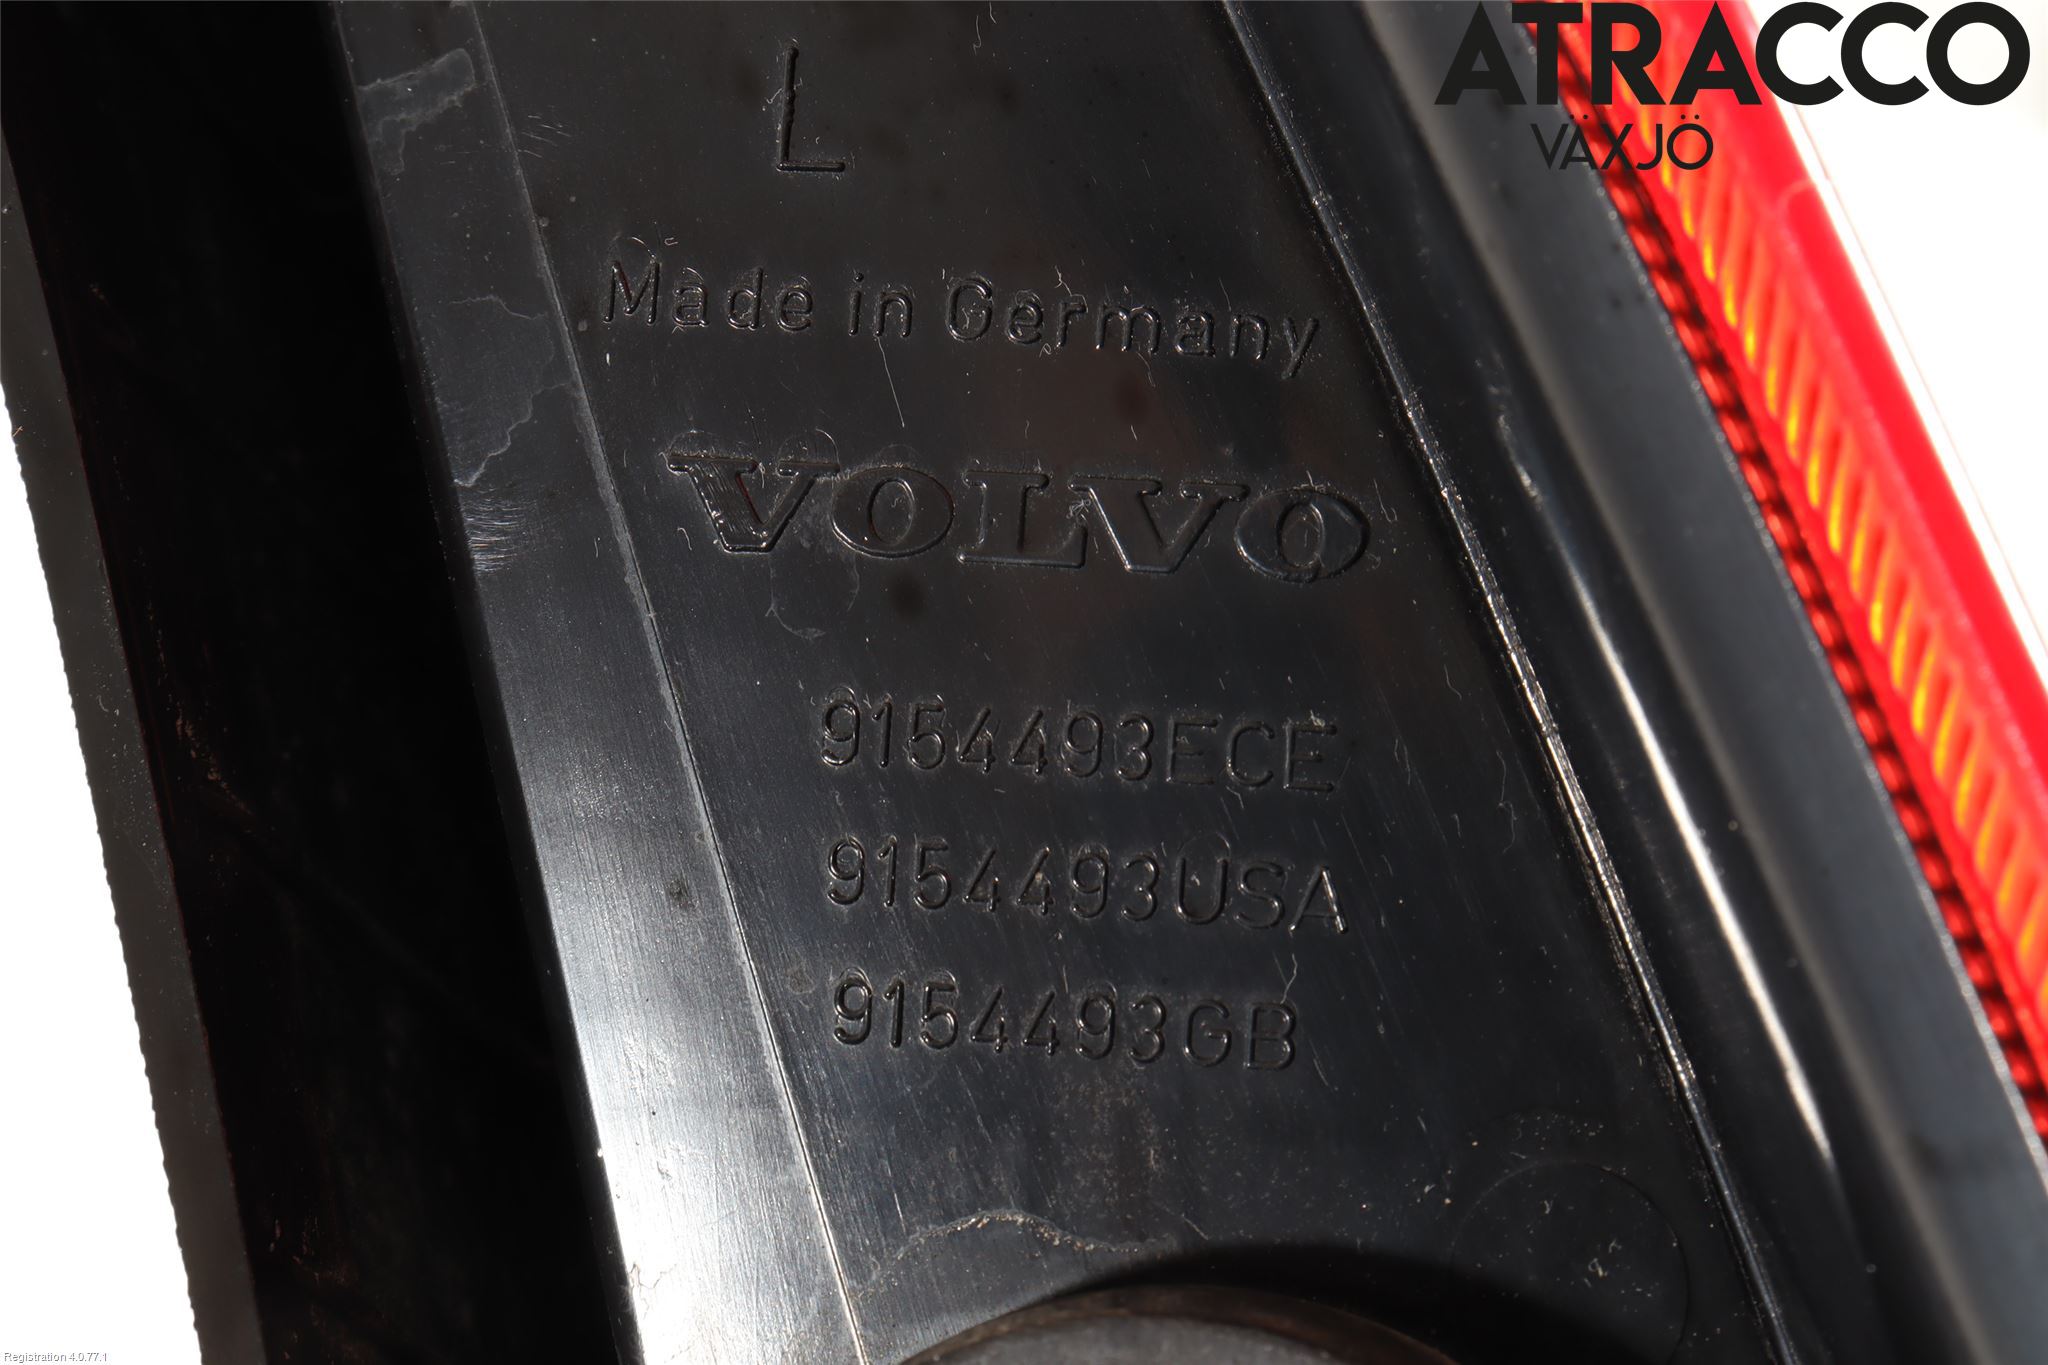 ATRACCO
VÄXJÖ
L
Made in Germany
VOLVO
9154493ECE
9154493USA
9154493GB
Registration 4.0.77.1